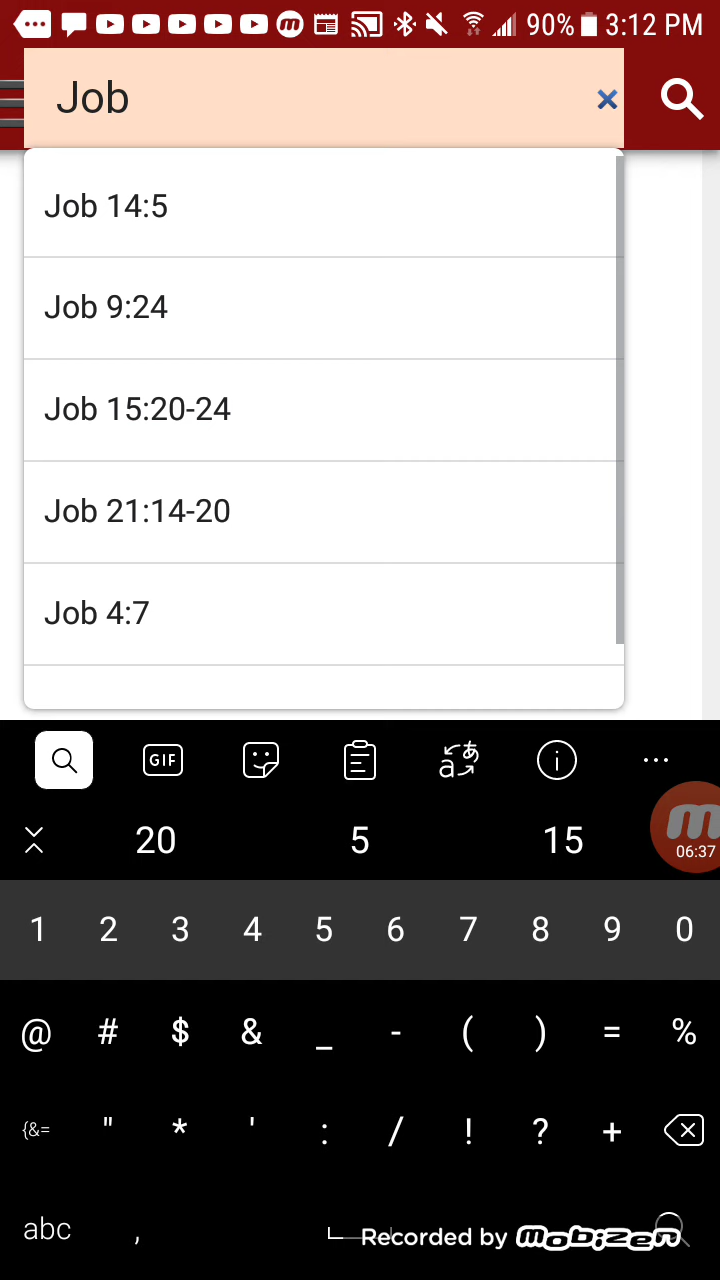 90% 3:12 PM
Job
Job 14:5
Job 9:24
Job 15:20-24
Job 21:14-20
Job 4:7
GIF
20 5 15
06:37
1 2 3 4 5 6 7 8 9 0
@ # $ & _ - ( ) = %
{&= " * ' : / ! ? +
abc , Recorded by mobizen